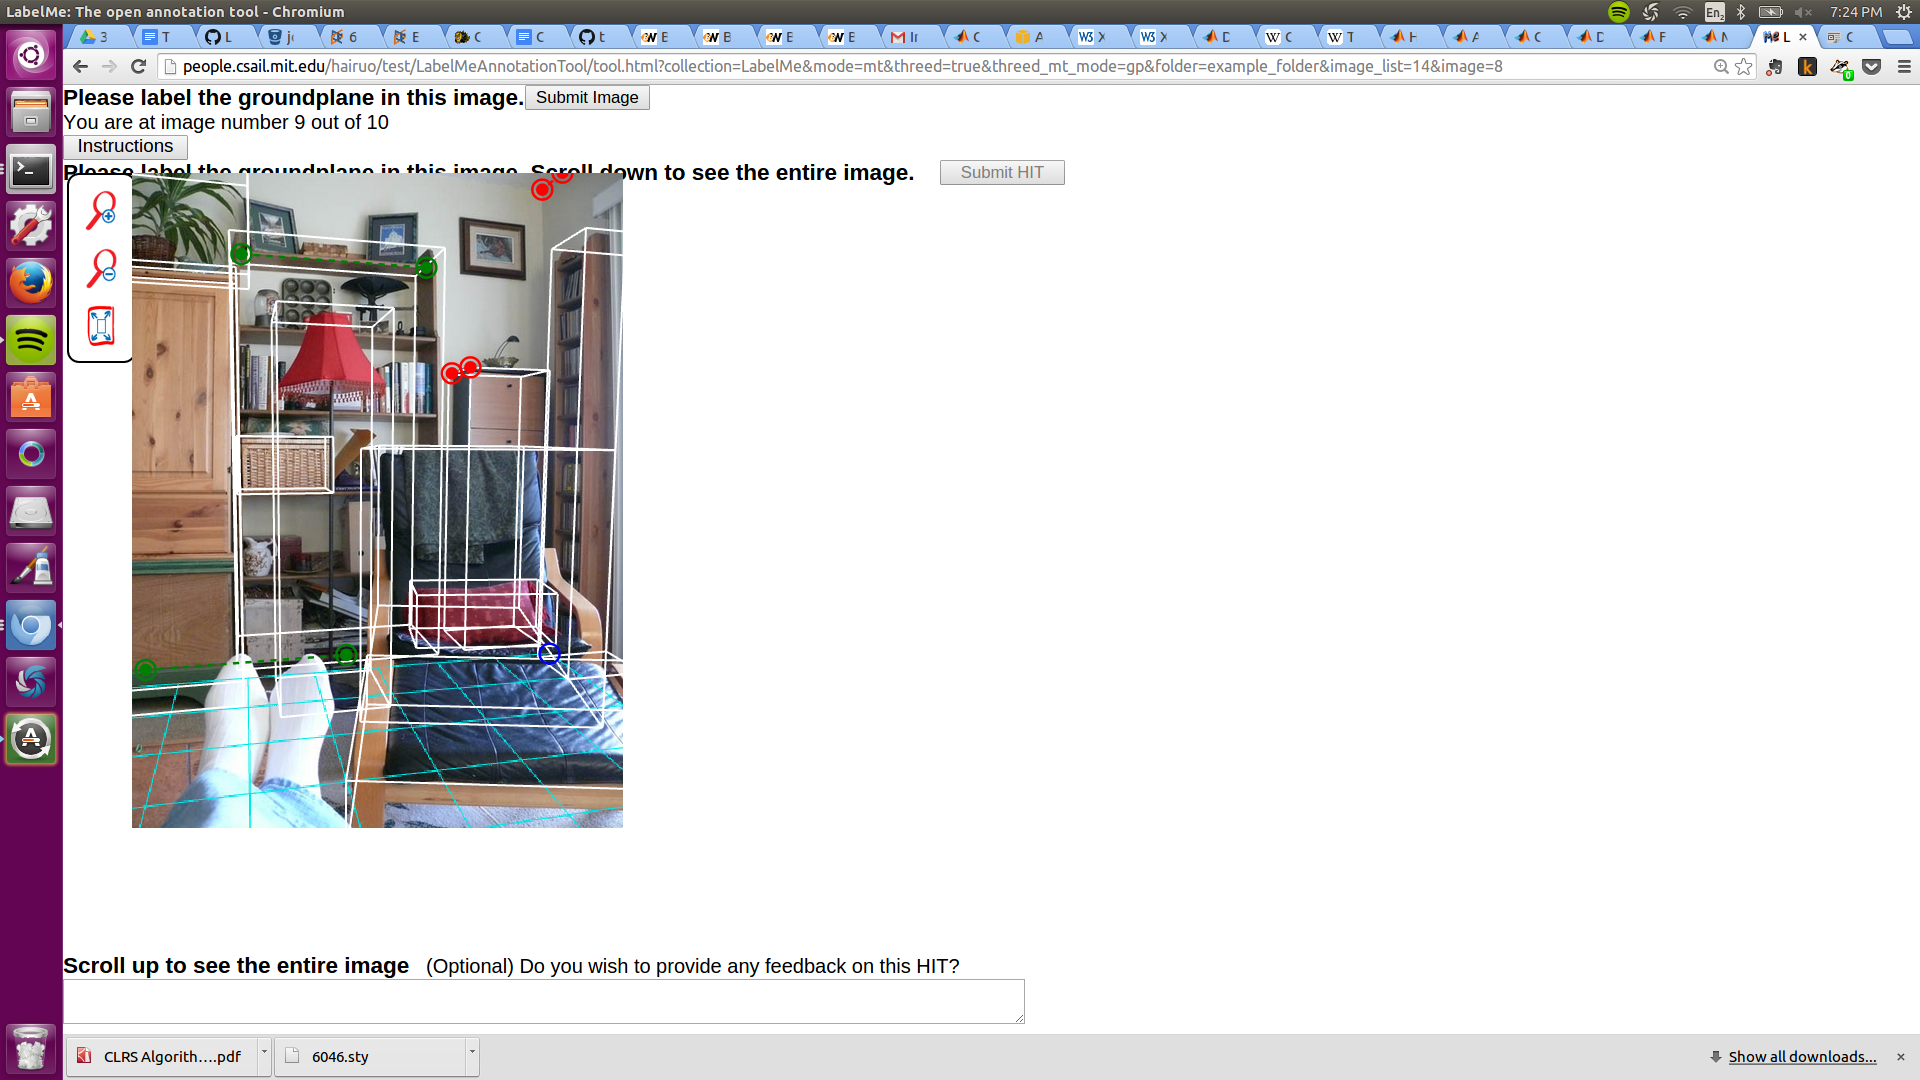 LabelMe: The open annotation tool - Chromium
En2
7:24 PM
3
T
L
6
E
C
C
t
E
B
E
E
In
C
A
X
X
D
C
T
H
A
C
D
F
L
C
people.csail.mit.edu/hairuo/test/LabelMeAnnotationTool/tool.html?collection=LabelMe&mode=mt&threed=true&threed_mt_mode=gp&folder=example_folder&image_list=14&image=8
Please label the groundplane in this image. Submit Image
You are at image number 9 out of 10
Instructions
Please label the groundplane in this image. Scroll down to see the entire image. Submit HIT
Scroll up to see the entire image (Optional) Do you wish to provide any feedback on this HIT?
CLRS Algorith....pdf
6046.sty
Show all downloads...